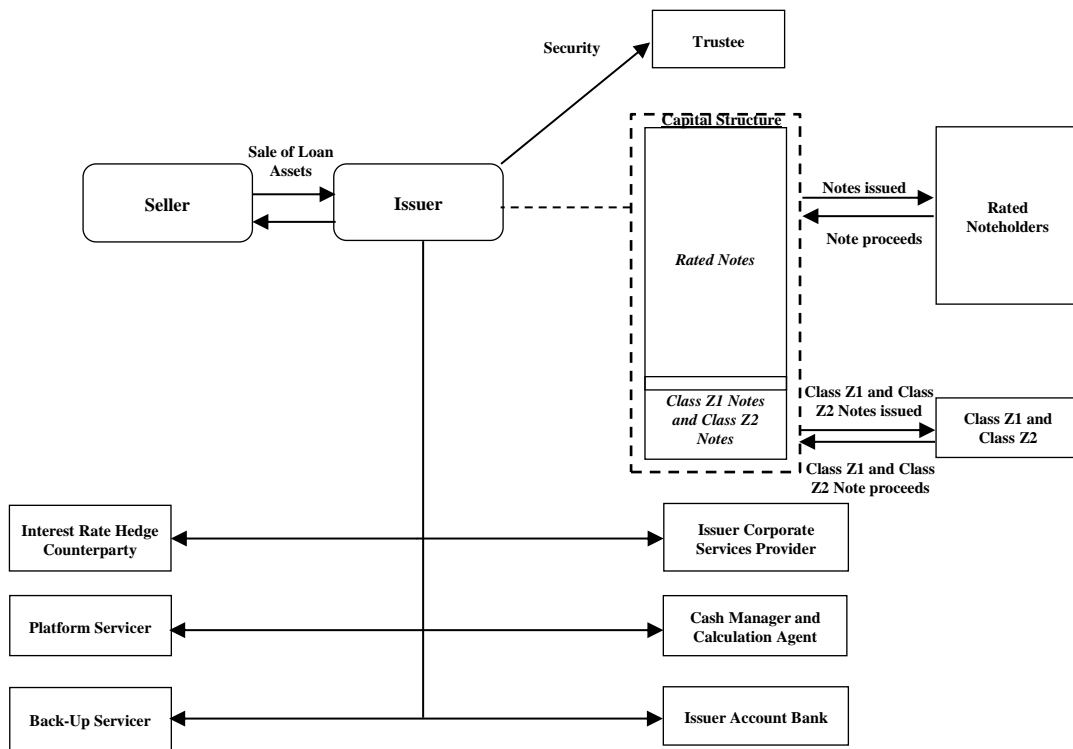 Security
Trustee
Capital Structure
Sale of Loan
Assets
Seller
Issuer
Rated Notes
Notes issued
Note proceeds
Rated
Noteholders
Class Z1 Notes
and Class Z2
Notes
Class Z1 and Class
Z2 Notes issued
Class Z1 and
Class Z2
Class Z1 and Class
Z2 Note proceeds
Interest Rate Hedge
Counterparty
Issuer Corporate
Services Provider
Platform Servicer
Cash Manager and
Calculation Agent
Back-Up Servicer
Issuer Account Bank